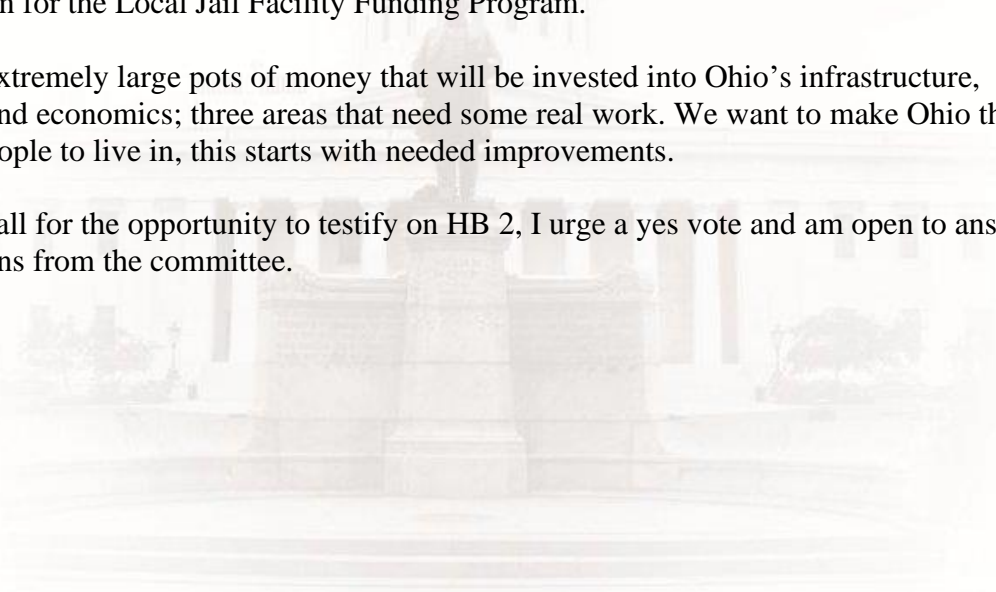 n for the Local Jail Facility Funding Program.
xtremely large pots of money that will be invested into Ohio’s infrastructure,
nd economics; three areas that need some real work. We want to make Ohio th
ople to live in, this starts with needed improvements.
all for the opportunity to testify on HB 2, I urge a yes vote and am open to ans
ns from the committee.